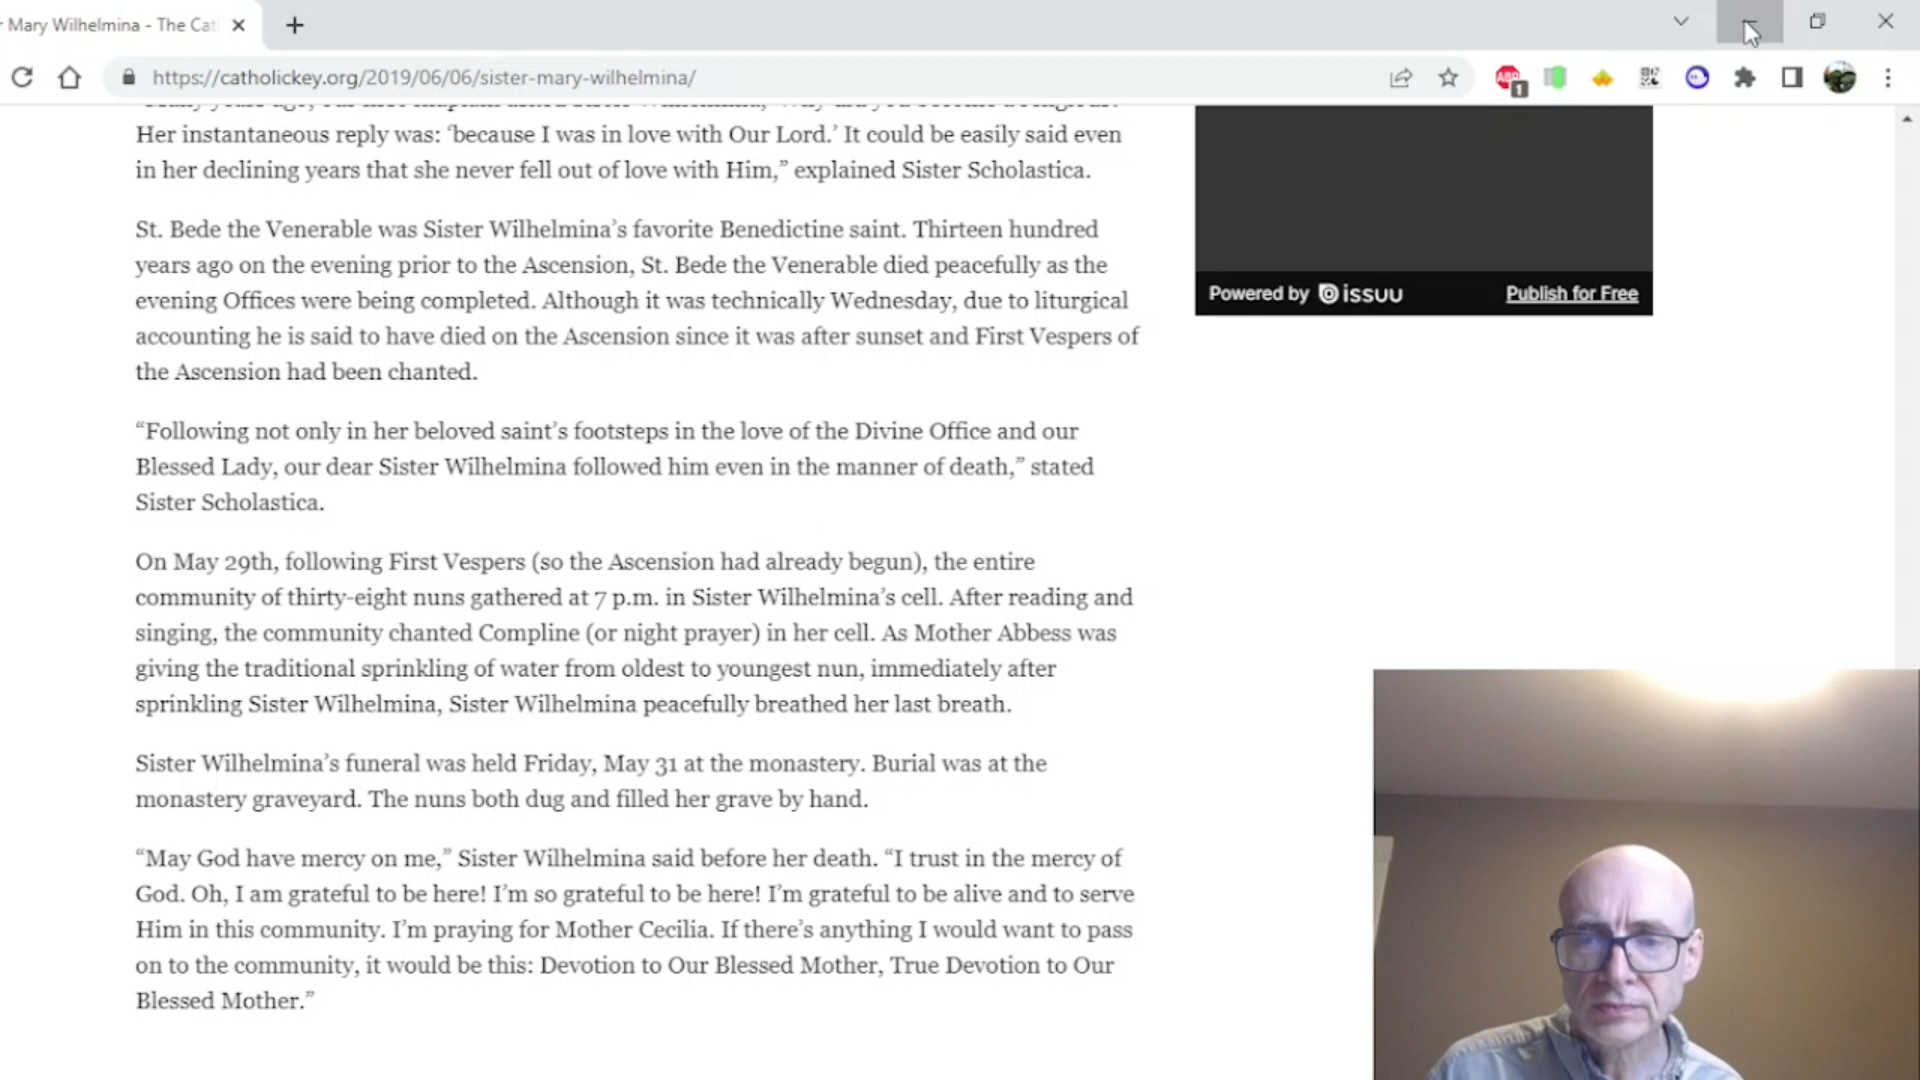 Mary Wilhelmina - The Cat
https://catholickey.org/2019/06/06/sister-mary-wilhelmina/
ABP
1
Her instantaneous reply was: ‘because I was in love with Our Lord.’ It could be easily said even
in her declining years that she never fell out of love with Him,” explained Sister Scholastica.
St. Bede the Venerable was Sister Wilhelmina’s favorite Benedictine saint. Thirteen hundred
years ago on the evening prior to the Ascension, St. Bede the Venerable died peacefully as the
evening Offices were being completed. Although it was technically Wednesday, due to liturgical
accounting he is said to have died on the Ascension since it was after sunset and First Vespers of
the Ascension had been chanted.
“Following not only in her beloved saint’s footsteps in the love of the Divine Office and our
Blessed Lady, our dear Sister Wilhelmina followed him even in the manner of death,” stated
Sister Scholastica.
On May 29th, following First Vespers (so the Ascension had already begun), the entire
community of thirty-eight nuns gathered at 7 p.m. in Sister Wilhelmina’s cell. After reading and
singing, the community chanted Compline (or night prayer) in her cell. As Mother Abbess was
giving the traditional sprinkling of water from oldest to youngest nun, immediately after
sprinkling Sister Wilhelmina, Sister Wilhelmina peacefully breathed her last breath.
Sister Wilhelmina’s funeral was held Friday, May 31 at the monastery. Burial was at the
monastery graveyard. The nuns both dug and filled her grave by hand.
“May God have mercy on me,” Sister Wilhelmina said before her death. “I trust in the mercy of
God. Oh, I am grateful to be here! I’m so grateful to be here! I’m grateful to be alive and to serve
Him in this community. I’m praying for Mother Cecilia. If there’s anything I would want to pass
on to the community, it would be this: Devotion to Our Blessed Mother, True Devotion to Our
Blessed Mother.”
Powered by issuu
Publish for Free